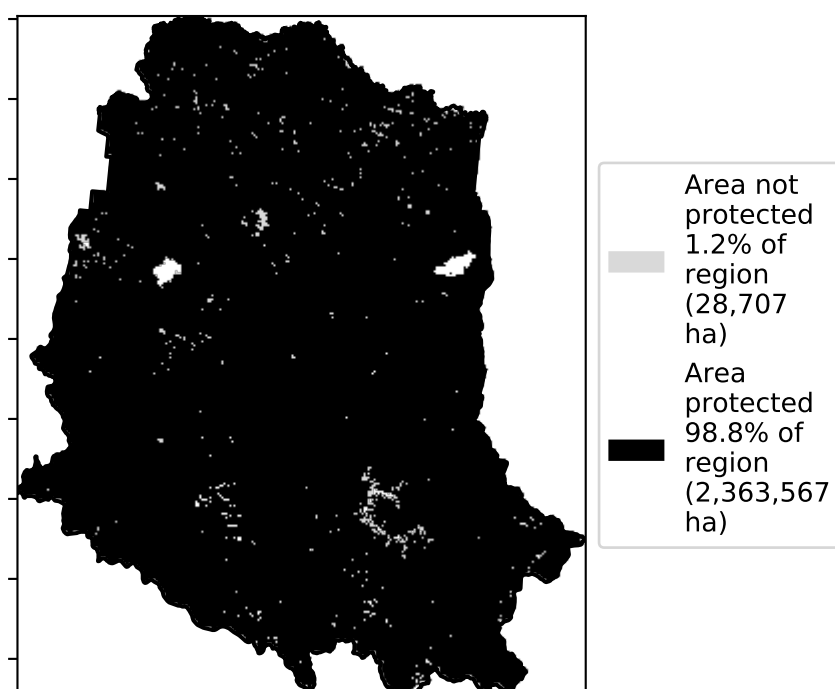 Area not
protected
1.2% of
region
(28,707
ha)
Area
protected
98.8% of
region
(2,363,567
ha)